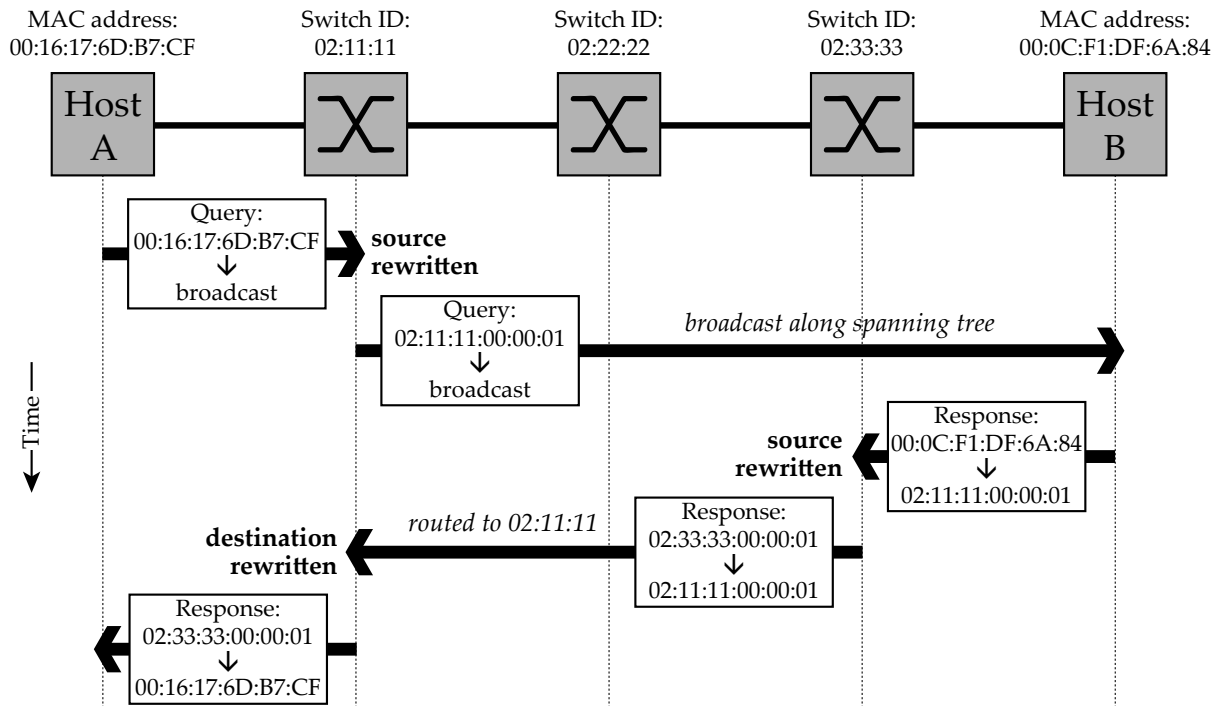 MAC address:
00:16:17:6D:B7:CF
Switch ID:
02:11:11
Switch ID:
02:22:22
Switch ID:
02:33:33
MAC address:
00:0C:F1:DF:6A:84
Host
A
Host
B
Query:
00:16:17:6D:B7:CF
↓
broadcast
source
rewritten
Query:
02:11:11:00:00:01
↓
broadcast
broadcast along spanning tree
Time
Response:
00:0C:F1:DF:6A:84
↓
02:11:11:00:00:01
source
rewritten
Response:
02:33:33:00:00:01
↓
02:11:11:00:00:01
routed to 02:11:11
destination
rewritten
Response:
02:33:33:00:00:01
↓
00:16:17:6D:B7:CF